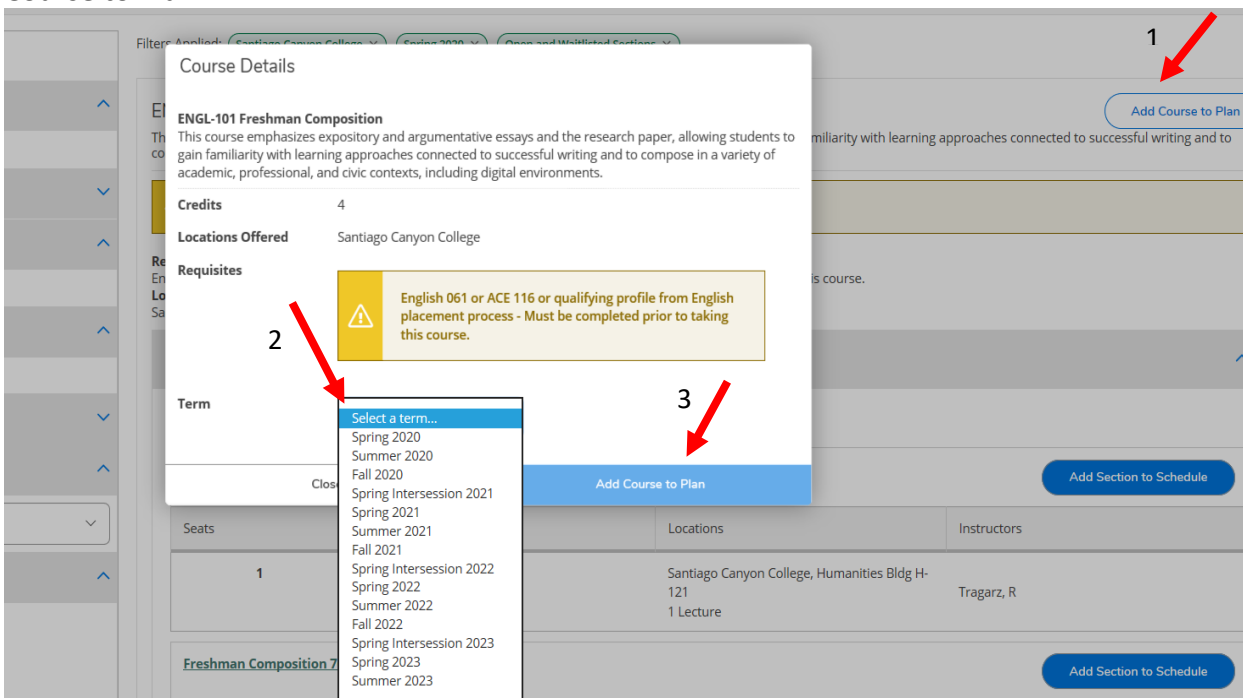 Filters Applied: Santiago Canyon College Spring 2020 Open and Waitlisted Sections
1
Course Details
Add Course to Plan
ENGL-101 Freshman Composition
This course emphasizes expository and argumentative essays and the research paper, allowing students to
gain familiarity with learning approaches connected to successful writing and to compose in a variety of
academic, professional, and civic contexts, including digital environments.
miliarity with learning approaches connected to successful writing and to
Credits 4
Locations Offered Santiago Canyon College
Requisites
English 061 or ACE 116 or qualifying profile from English
placement process - Must be completed prior to taking
this course.
is course.
2
3
Term
Select a term...
Spring 2020
Summer 2020
Fall 2020
Spring Intersession 2021
Spring 2021
Summer 2021
Fall 2021
Spring Intersession 2022
Spring 2022
Summer 2022
Fall 2022
Spring Intersession 2023
Spring 2023
Summer 2023
Clos
Add Course to Plan
Add Section to Schedule
Seats Locations Instructors
1
Santiago Canyon College, Humanities Bldg H-
121
1 Lecture
Tragarz, R
Freshman Composition 7
Add Section to Schedule